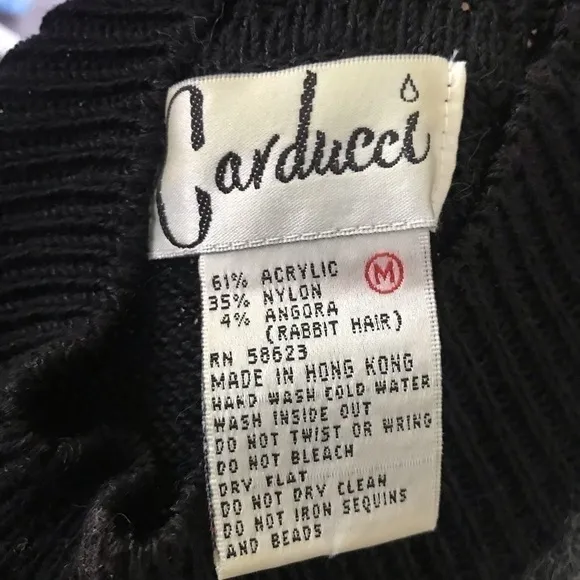 Carducci
61% ACRYLIC
35% NYLON
4% ANGORA
(RABBIT HAIR)
M
RN 58623
MADE IN HONG KONG
HAND WASH COLD WATER
WASH INSIDE OUT
DO NOT TWIST OR WRING
DO NOT BLEACH
DRY FLAT
DO NOT DRY CLEAN
DO NOT IRON SEQUINS
AND BEADS